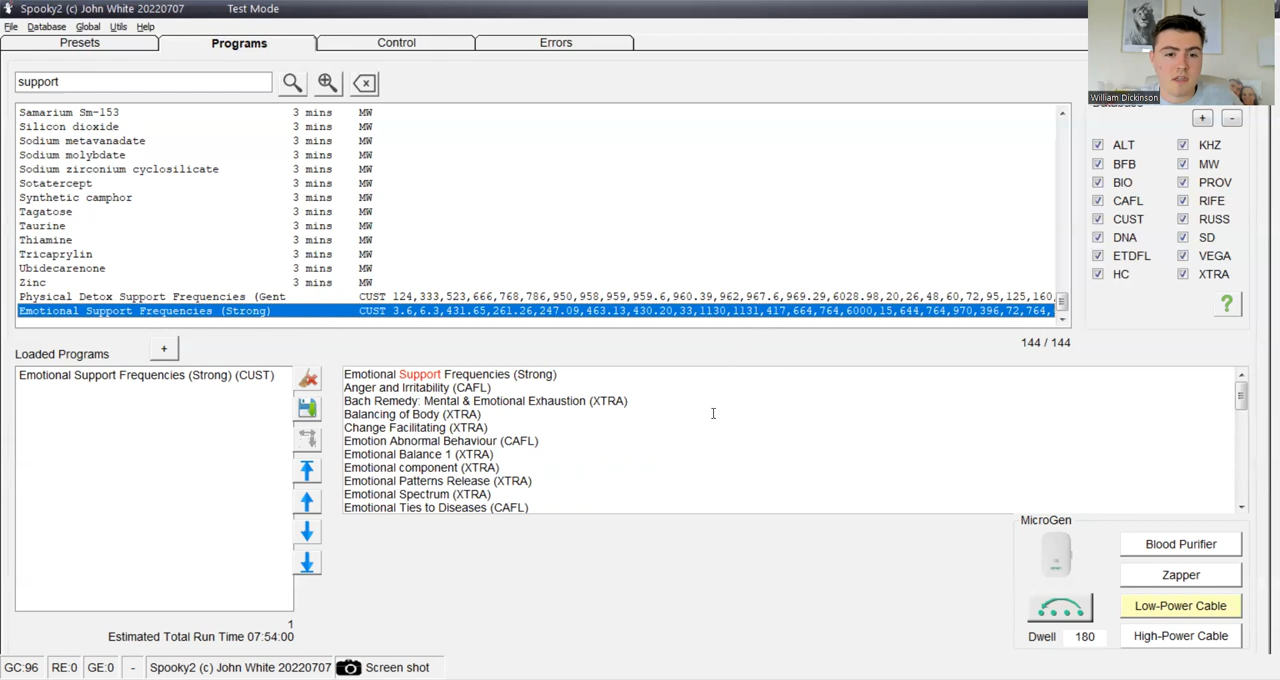 Spooky2 (c) John White 20220707 Test Mode
File Database Global Utils Help
Presets Programs Control Errors
William Dickinson
support
Samarium Sm-153 3 mins MW
Silicon dioxide 3 mins MW
Sodium metavanadate 3 mins MW
Sodium molybdate 3 mins MW
Sodium zirconium cyclosilicate 3 mins MW
Sotatercept 3 mins MW
Synthetic camphor 3 mins MW
Tagatose 3 mins MW
Taurine 3 mins MW
Thiamine 3 mins MW
Tricaprylin 3 mins MW
Ubidecarenone 3 mins MW
Zinc 3 mins MW
Physical Detox Support Frequencies (Gent CUST 124,333,523,666,768,786,950,958,959,959.6,960.39,962,967.6,969.29,6028.98,20,26,48,60,72,95,125,160,
Emotional Support Frequencies (Strong) CUST 3.6,6.3,431.65,261.26,247.09,463.13,430.20,33,1130,1131,417,664,764,6000,15,644,764,970,396,72,764,
144 / 144
+ -
ALT KHZ
BFB MW
BIO PROV
CAFL RIFE
CUST RUSS
DNA SD
ETDFL VEGA
HC XTRA
?
Loaded Programs +
Emotional Support Frequencies (Strong) (CUST)
1
Estimated Total Run Time 07:54:00
Emotional Support Frequencies (Strong)
Anger and Irritability (CAFL)
Bach Remedy: Mental & Emotional Exhaustion (XTRA)
Balancing of Body (XTRA)
Change Facilitating (XTRA)
Emotion Abnormal Behaviour (CAFL)
Emotional Balance 1 (XTRA)
Emotional component (XTRA)
Emotional Patterns Release (XTRA)
Emotional Spectrum (XTRA)
Emotional Ties to Diseases (CAFL)
MicroGen
Blood Purifier
Zapper
Low-Power Cable
Dwell 180 High-Power Cable
GC:96 RE:0 GE:0 - Spooky2 (c) John White 20220707 Screen shot